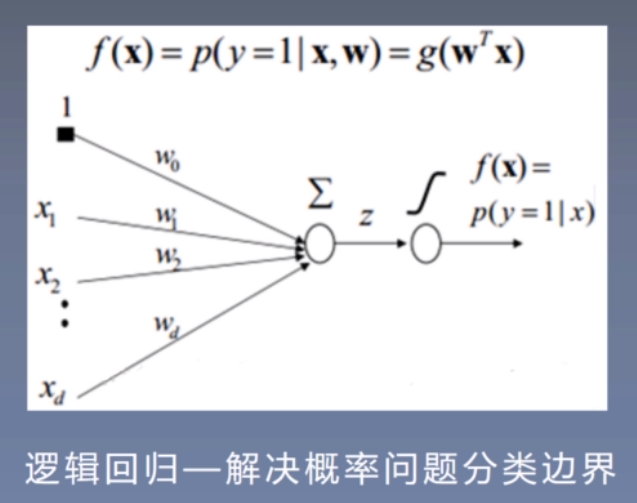 f(x) = p(y=1| x, w) = g(wᵀx)
1
w₀
Σ
f(x) =
x₁
w₁
z
p(y=1|x)
w₂
x₂
w_d
x_d
逻辑回归—解决概率问题分类边界